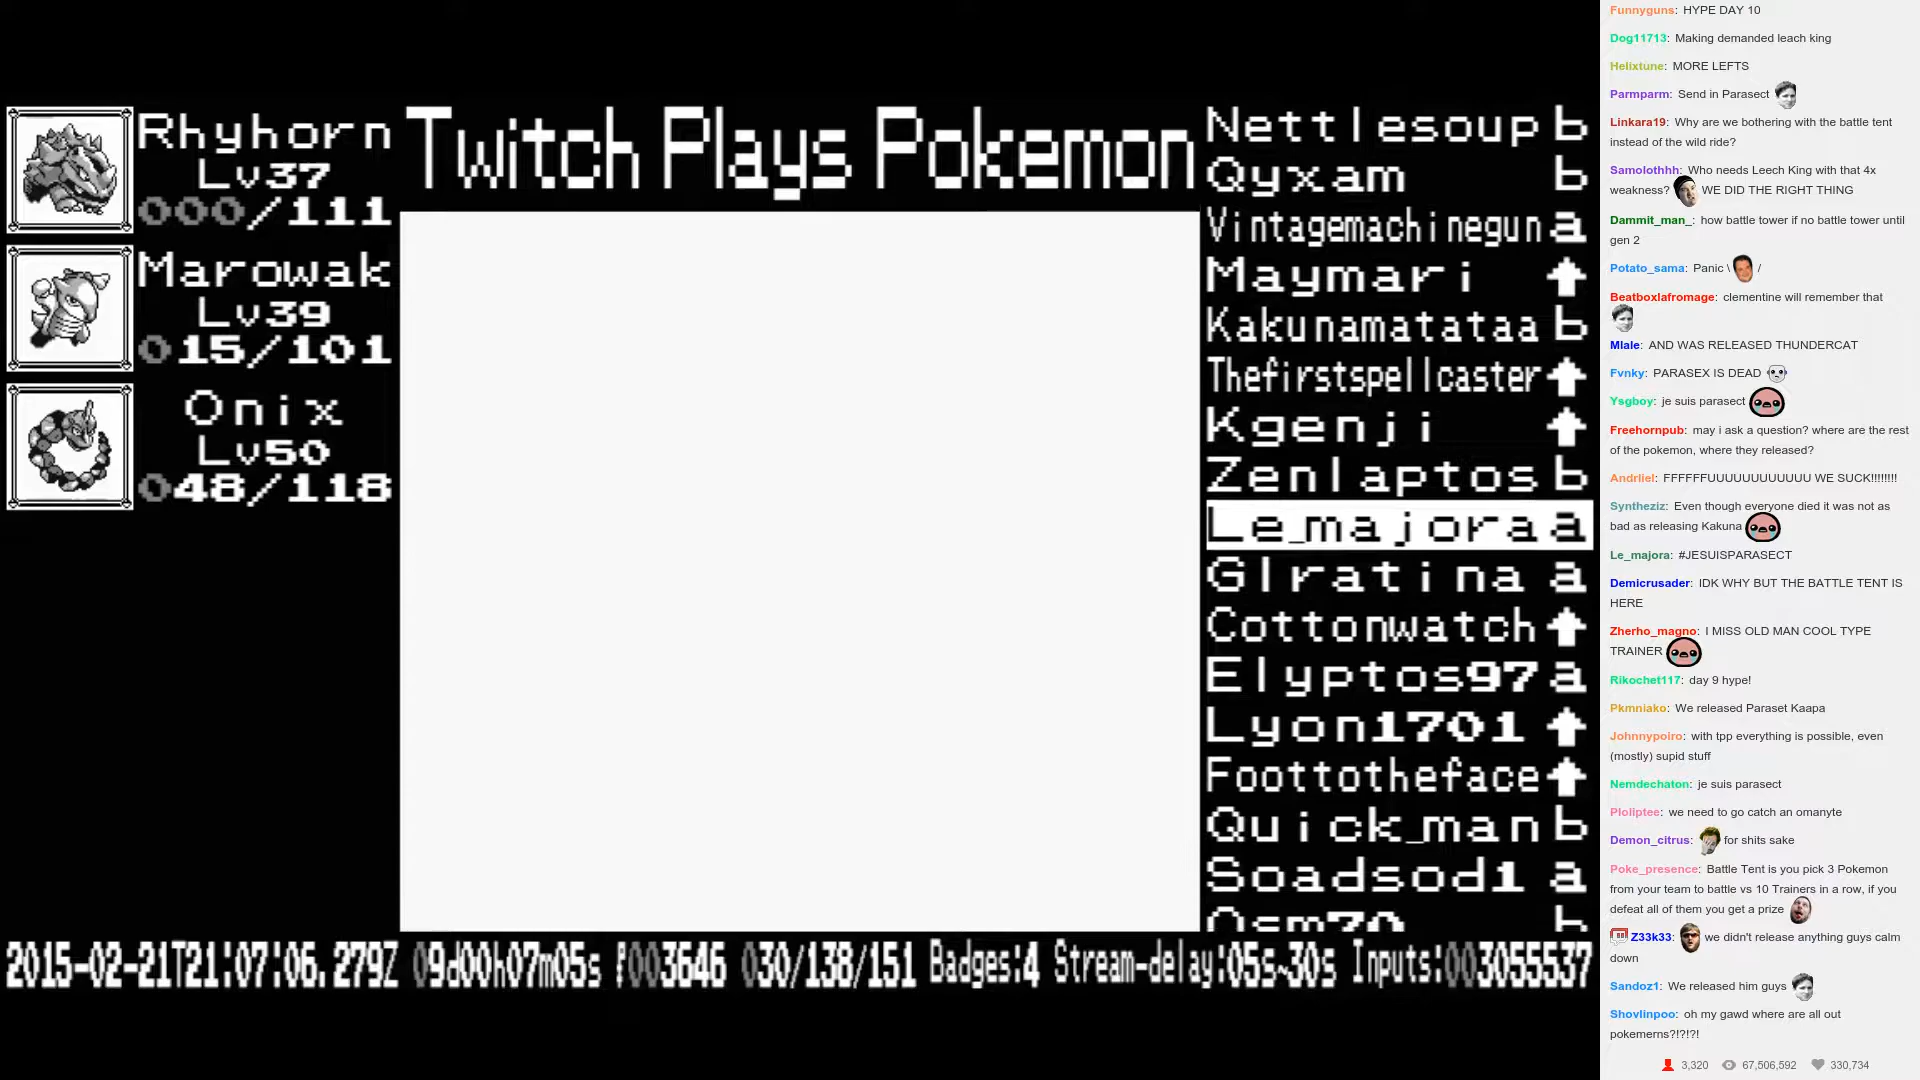 Twitch Plays Pokemon
Rhyhorn
Lv37
000/111
Marowak
Lv39
015/101
Onix
Lv50
048/118
Nettlesoup b
Qyxam b
Vintagemachinegun a
Maymari ⬆
Kakunamatataa b
Thefirstspellcaster ⬆
Kgenji ⬆
Zenlaptos b
Le_majora a
Glratina a
Cottonwatch ⬆
Elyptos97 a
Lyon1701 ⬆
Foottotheface ⬆
Quick_man b
Soadsod1 a
Osm70 b
2015-02-21T21:07:06.279Z 09d00h07m05s 003646 030/138/151 Badges:4 Stream-delay:05s~30s Inputs:003055537
Funnyguns: HYPE DAY 10
Dog11713: Making demanded leach king
Helixtune: MORE LEFTS
Parmparm: Send in Parasect
Linkara19: Why are we bothering with the battle tent
instead of the wild ride?
Samolothhh: Who needs Leech King with that 4x
weakness? WE DID THE RIGHT THING
Dammit_man_: how battle tower if no battle tower until
gen 2
Potato_sama: Panic \ /
Beatboxlafromage: clementine will remember that
Mlale: AND WAS RELEASED THUNDERCAT
Fvnky: PARASEX IS DEAD
Ysgboy: je suis parasect
Freehornpub: may i ask a question? where are the rest
of the pokemon, where they released?
Andrliel: FFFFFFUUUUUUUUUUUU WE SUCK!!!!!!!!
Syntheziz: Even though everyone died it was not as
bad as releasing Kakuna
Le_majora: #JESUISPARASECT
Demicrusader: IDK WHY BUT THE BATTLE TENT IS
HERE
Zherho_magno: I MISS OLD MAN COOL TYPE
TRAINER
Rikochet117: day 9 hype!
Pkmniako: We released Paraset Kaapa
Johnnypoiro: with tpp everything is possible, even
(mostly) supid stuff
Nemdechaton: je suis parasect
Ploliptee: we need to go catch an omanyte
Demon_citrus: for shits sake
Poke_presence: Battle Tent is you pick 3 Pokemon
from your team to battle vs 10 Trainers in a row, if you
defeat all of them you get a prize
Z33k33: we didn't release anything guys calm
down
Sandoz1: We released him guys
Shovlinpoo: oh my gawd where are all out
pokemerns?!?!?!
3,320 67,506,592 330,734